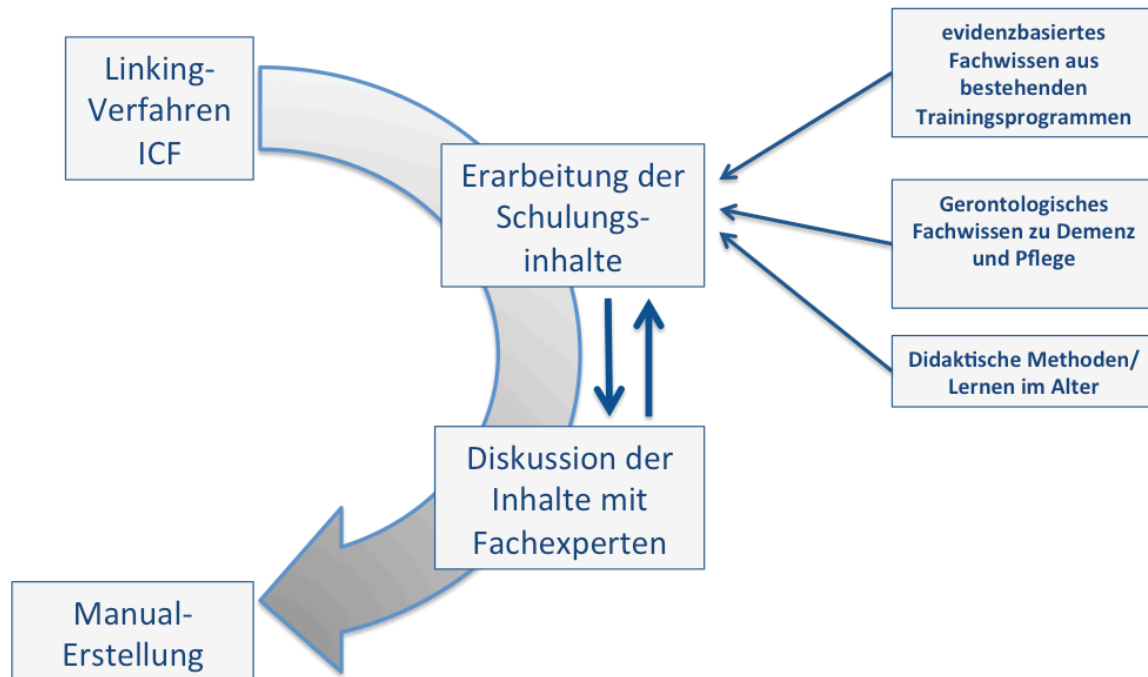 Linking-
Verfahren
ICF
Erarbeitung der
Schulungs-
inhalte
Diskussion der
Inhalte mit
Fachexperten
Manual-
Erstellung
evidenzbasiertes
Fachwissen aus
bestehenden
Trainingsprogrammen
Gerontologisches
Fachwissen zu Demenz
und Pflege
Didaktische Methoden/
Lernen im Alter